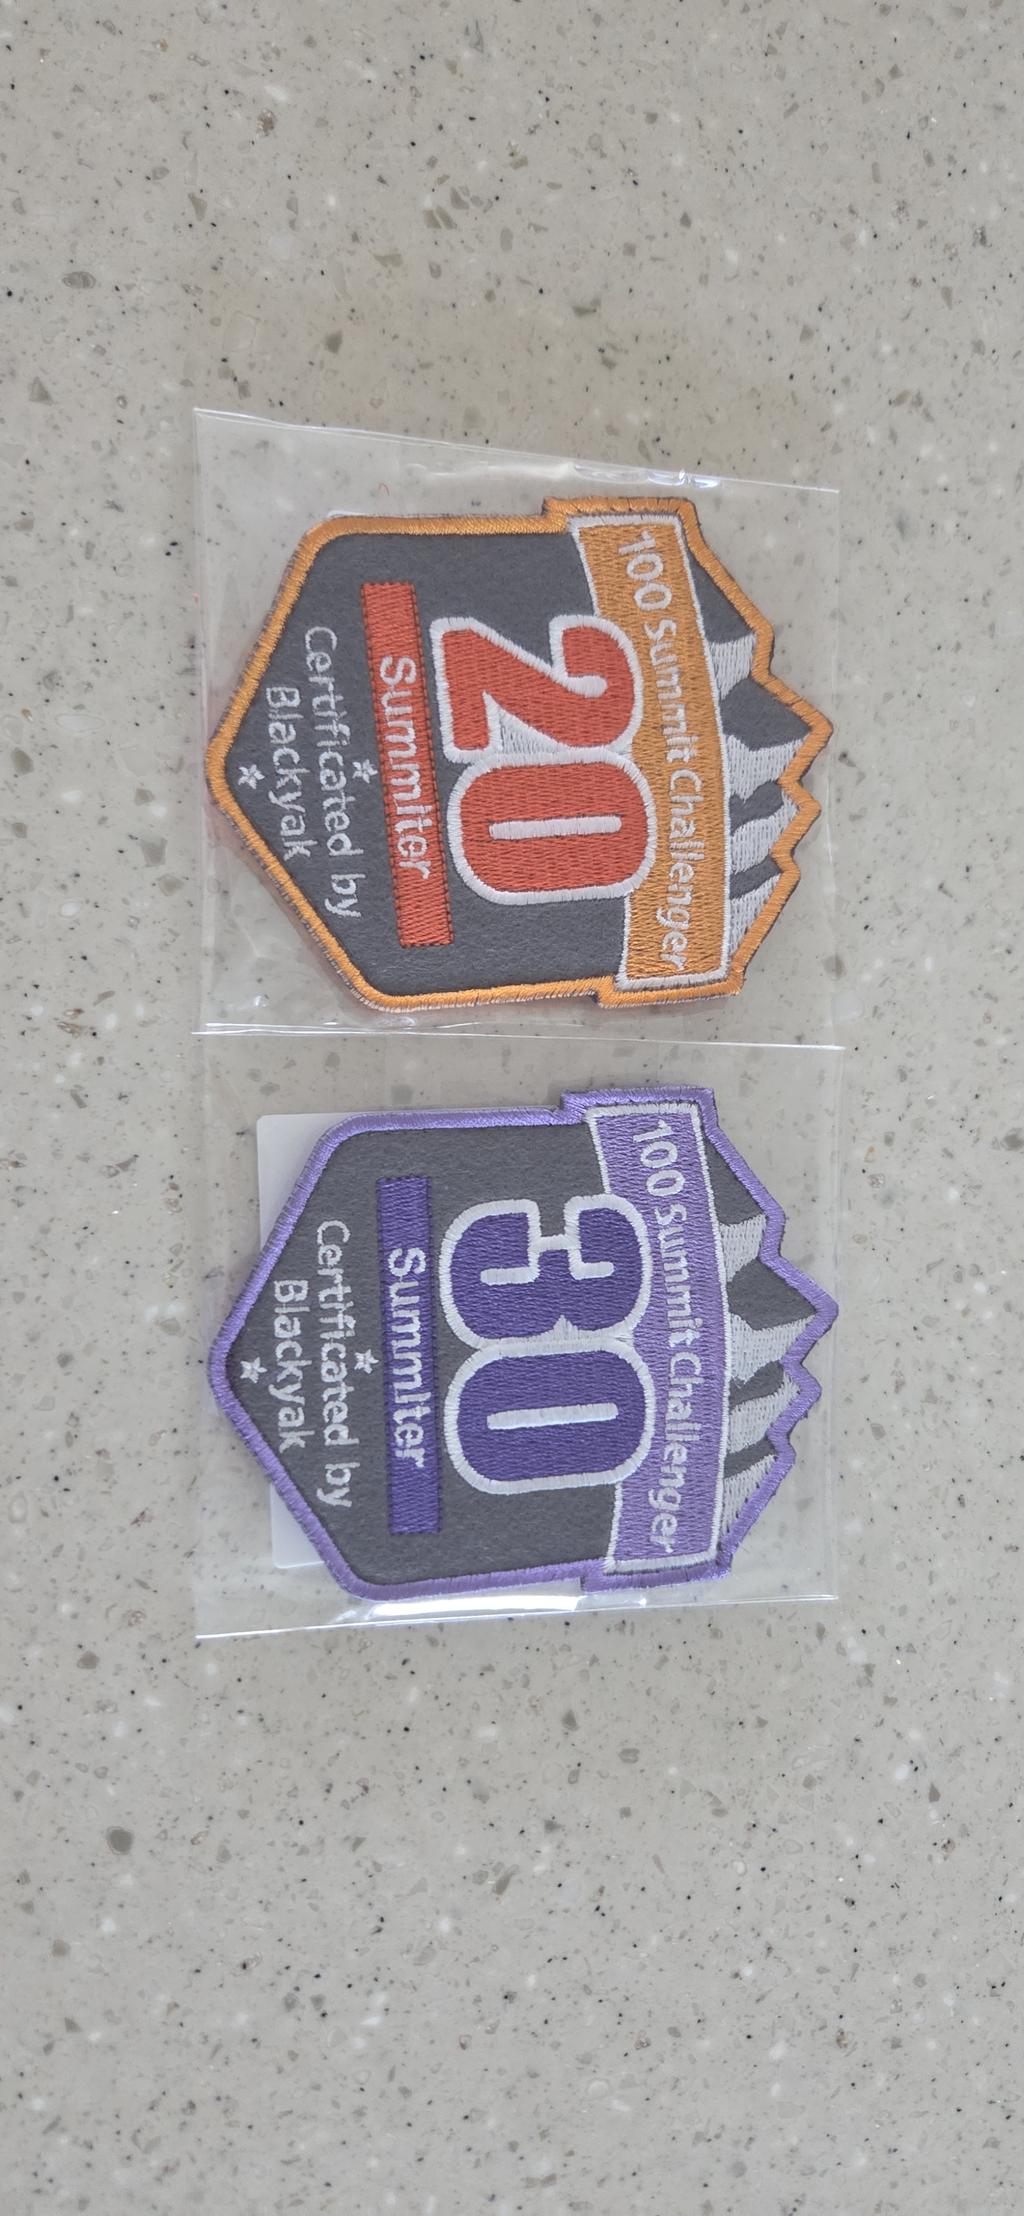 100 Summit Challenger
20
Summiter
Certificated by
Blackyak
100 Summit Challenger
30
Summiter
Certificated by
Blackyak